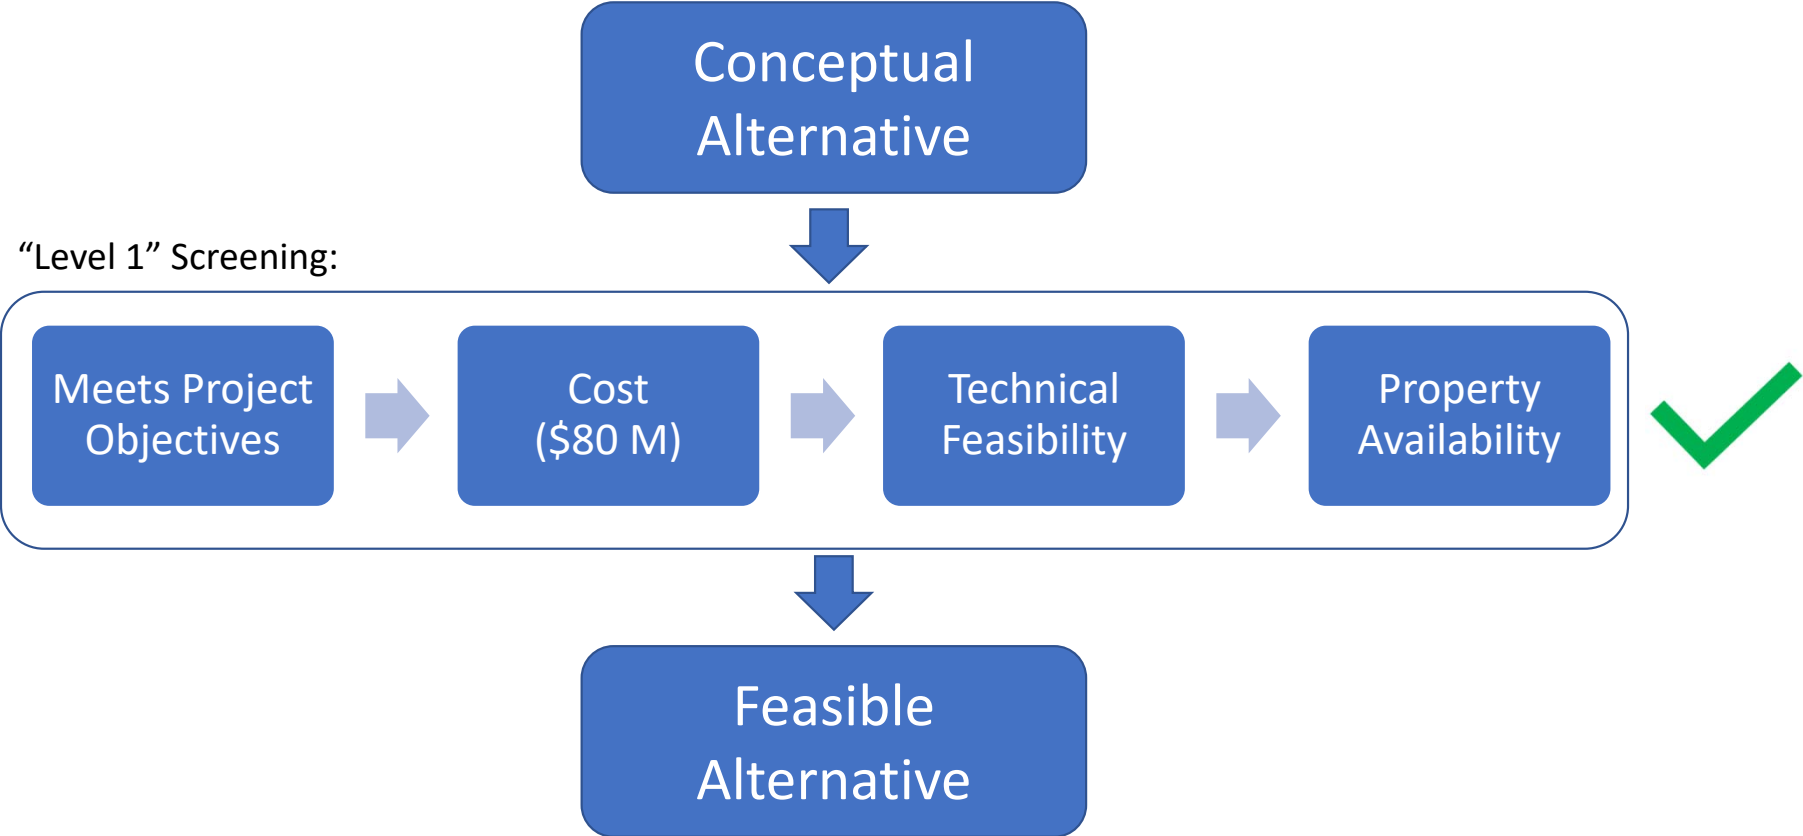 Conceptual
Alternative
“Level 1” Screening:
Meets Project
Objectives
Cost
($80 M)
Technical
Feasibility
Property
Availability
Feasible
Alternative